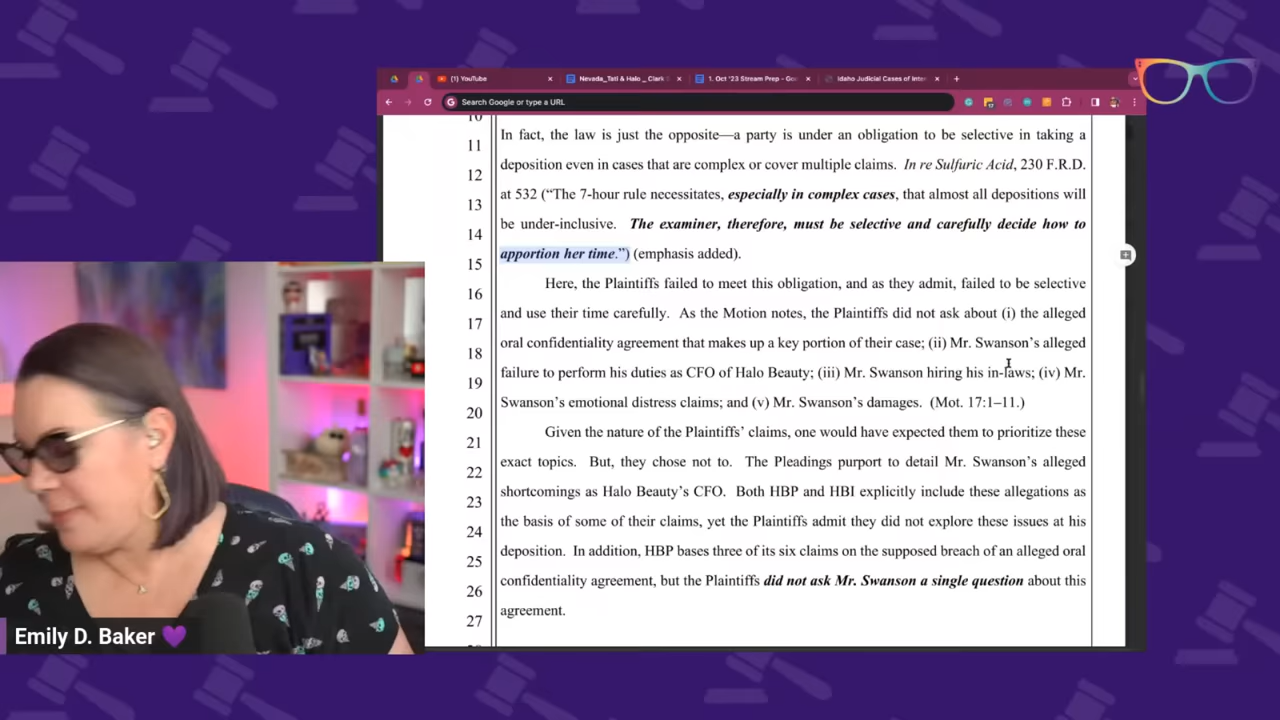 (1) YouTube
Nevada_Tati & Halo _ Clark
1. Oct '23 Stream Prep - Goo
Idaho Judicial Cases of Inter
Search Google or type a URL
10
11 In fact, the law is just the opposite—a party is under an obligation to be selective in taking a
12 deposition even in cases that are complex or cover multiple claims. In re Sulfuric Acid, 230 F.R.D.
13 at 532 (“The 7-hour rule necessitates, especially in complex cases, that almost all depositions will
14 be under-inclusive. The examiner, therefore, must be selective and carefully decide how to
15 apportion her time.”) (emphasis added).
16 Here, the Plaintiffs failed to meet this obligation, and as they admit, failed to be selective
17 and use their time carefully. As the Motion notes, the Plaintiffs did not ask about (i) the alleged
18 oral confidentiality agreement that makes up a key portion of their case; (ii) Mr. Swanson’s alleged
19 failure to perform his duties as CFO of Halo Beauty; (iii) Mr. Swanson hiring his in-laws; (iv) Mr.
20 Swanson’s emotional distress claims; and (v) Mr. Swanson’s damages. (Mot. 17:1–11.)
21 Given the nature of the Plaintiffs’ claims, one would have expected them to prioritize these
22 exact topics. But, they chose not to. The Pleadings purport to detail Mr. Swanson’s alleged
23 shortcomings as Halo Beauty’s CFO. Both HBP and HBI explicitly include these allegations as
24 the basis of some of their claims, yet the Plaintiffs admit they did not explore these issues at his
25 deposition. In addition, HBP bases three of its six claims on the supposed breach of an alleged oral
26 confidentiality agreement, but the Plaintiffs did not ask Mr. Swanson a single question about this
27 agreement.
Emily D. Baker 💜